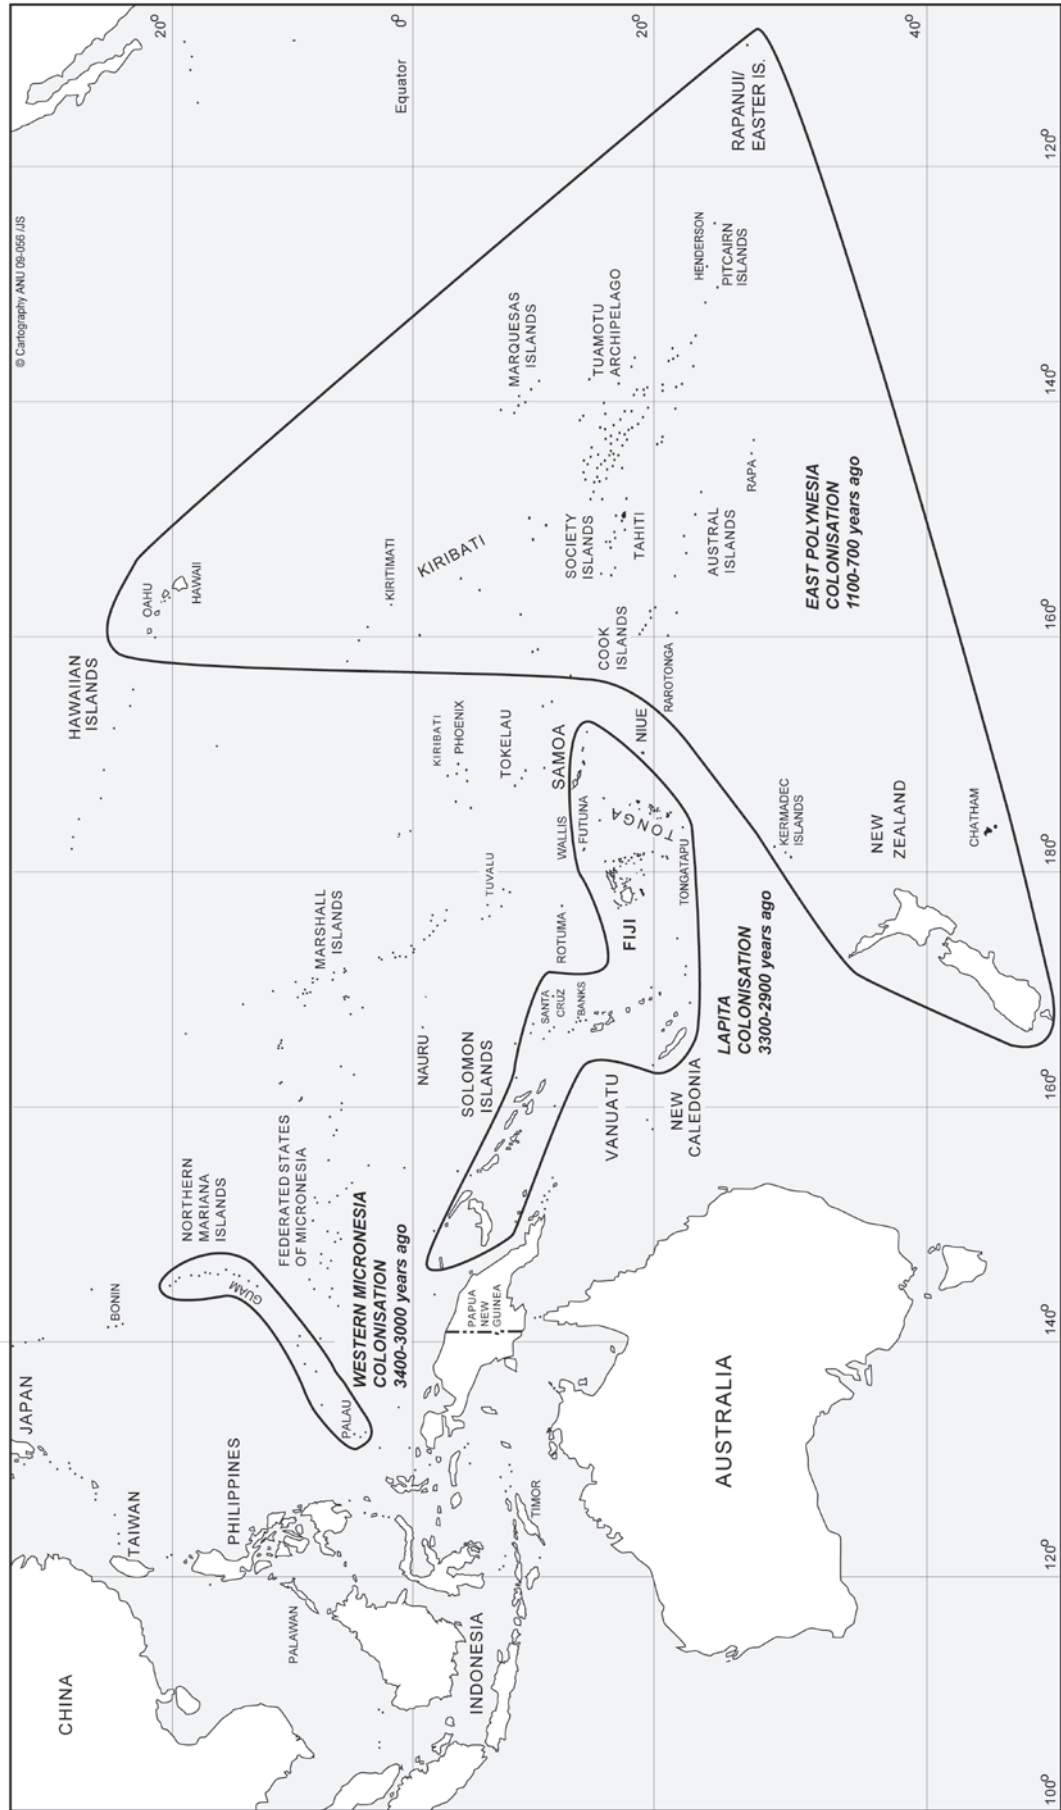 © Cartography ANU 09-056 /JS
CHINA
TAIWAN
JAPAN
BONIN
PHILIPPINES
PALAWAN
NORTHERN
MARIANA
ISLANDS
GUAM
PALAU
FEDERATED STATES
OF MICRONESIA
WESTERN MICRONESIA
COLONISATION
3400-3000 years ago
MARSHALL
ISLANDS
HAWAIIAN
ISLANDS
OAHU
HAWAII
KIRITIMATI
KIRIBATI
Equator
NAURU
TUVALU
KIRIBATI
PHOENIX
TOKELAU
INDONESIA
TIMOR
PAPUA
NEW
GUINEA
SOLOMON
ISLANDS
SANTA
CRUZ
BANKS
ROTUMA
WALLIS
FUTUNA
SAMOA
VANUATU
NEW
CALEDONIA
FIJI
TONGA
TONGATAPU
NIUE
LAPITA
COLONISATION
3300-2900 years ago
COOK
ISLANDS
RAROTONGA
SOCIETY
ISLANDS
TAHITI
MARQUESAS
ISLANDS
TUAMOTU
ARCHIPELAGO
AUSTRAL
ISLANDS
RAPA
HENDERSON
PITCAIRN
ISLANDS
RAPANUI/
EASTER IS.
EAST POLYNESIA
COLONISATION
1100-700 years ago
AUSTRALIA
KERMADEC
ISLANDS
NEW
ZEALAND
CHATHAM
20°
0°
20°
40°
100°
120°
140°
160°
180°
160°
140°
120°